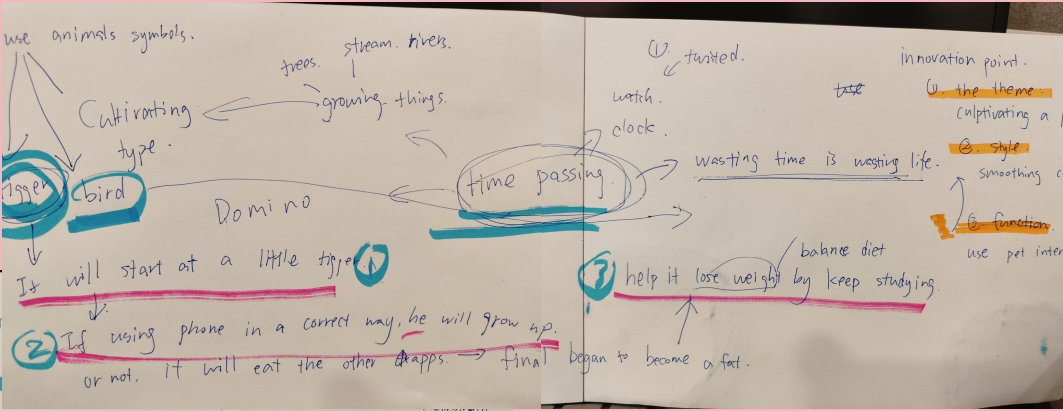 use animals symbols.
stream. rivers.
trees.
growing things.
Cultivating
type.
tigger
bird
Domino
time passing.
①. twisted.
watch.
clock.
wasting time is wasting life.
innovation point.
①. the theme.
culptivating a
②. style
smoothing
③. function.
use pet inter
It will start at a little tigger. ①
② If using phone in a correct way, he will grow up.
or not, it will eat the other apps. → final began to become a fat.
balance diet
③ help it lose weight by keep studying.